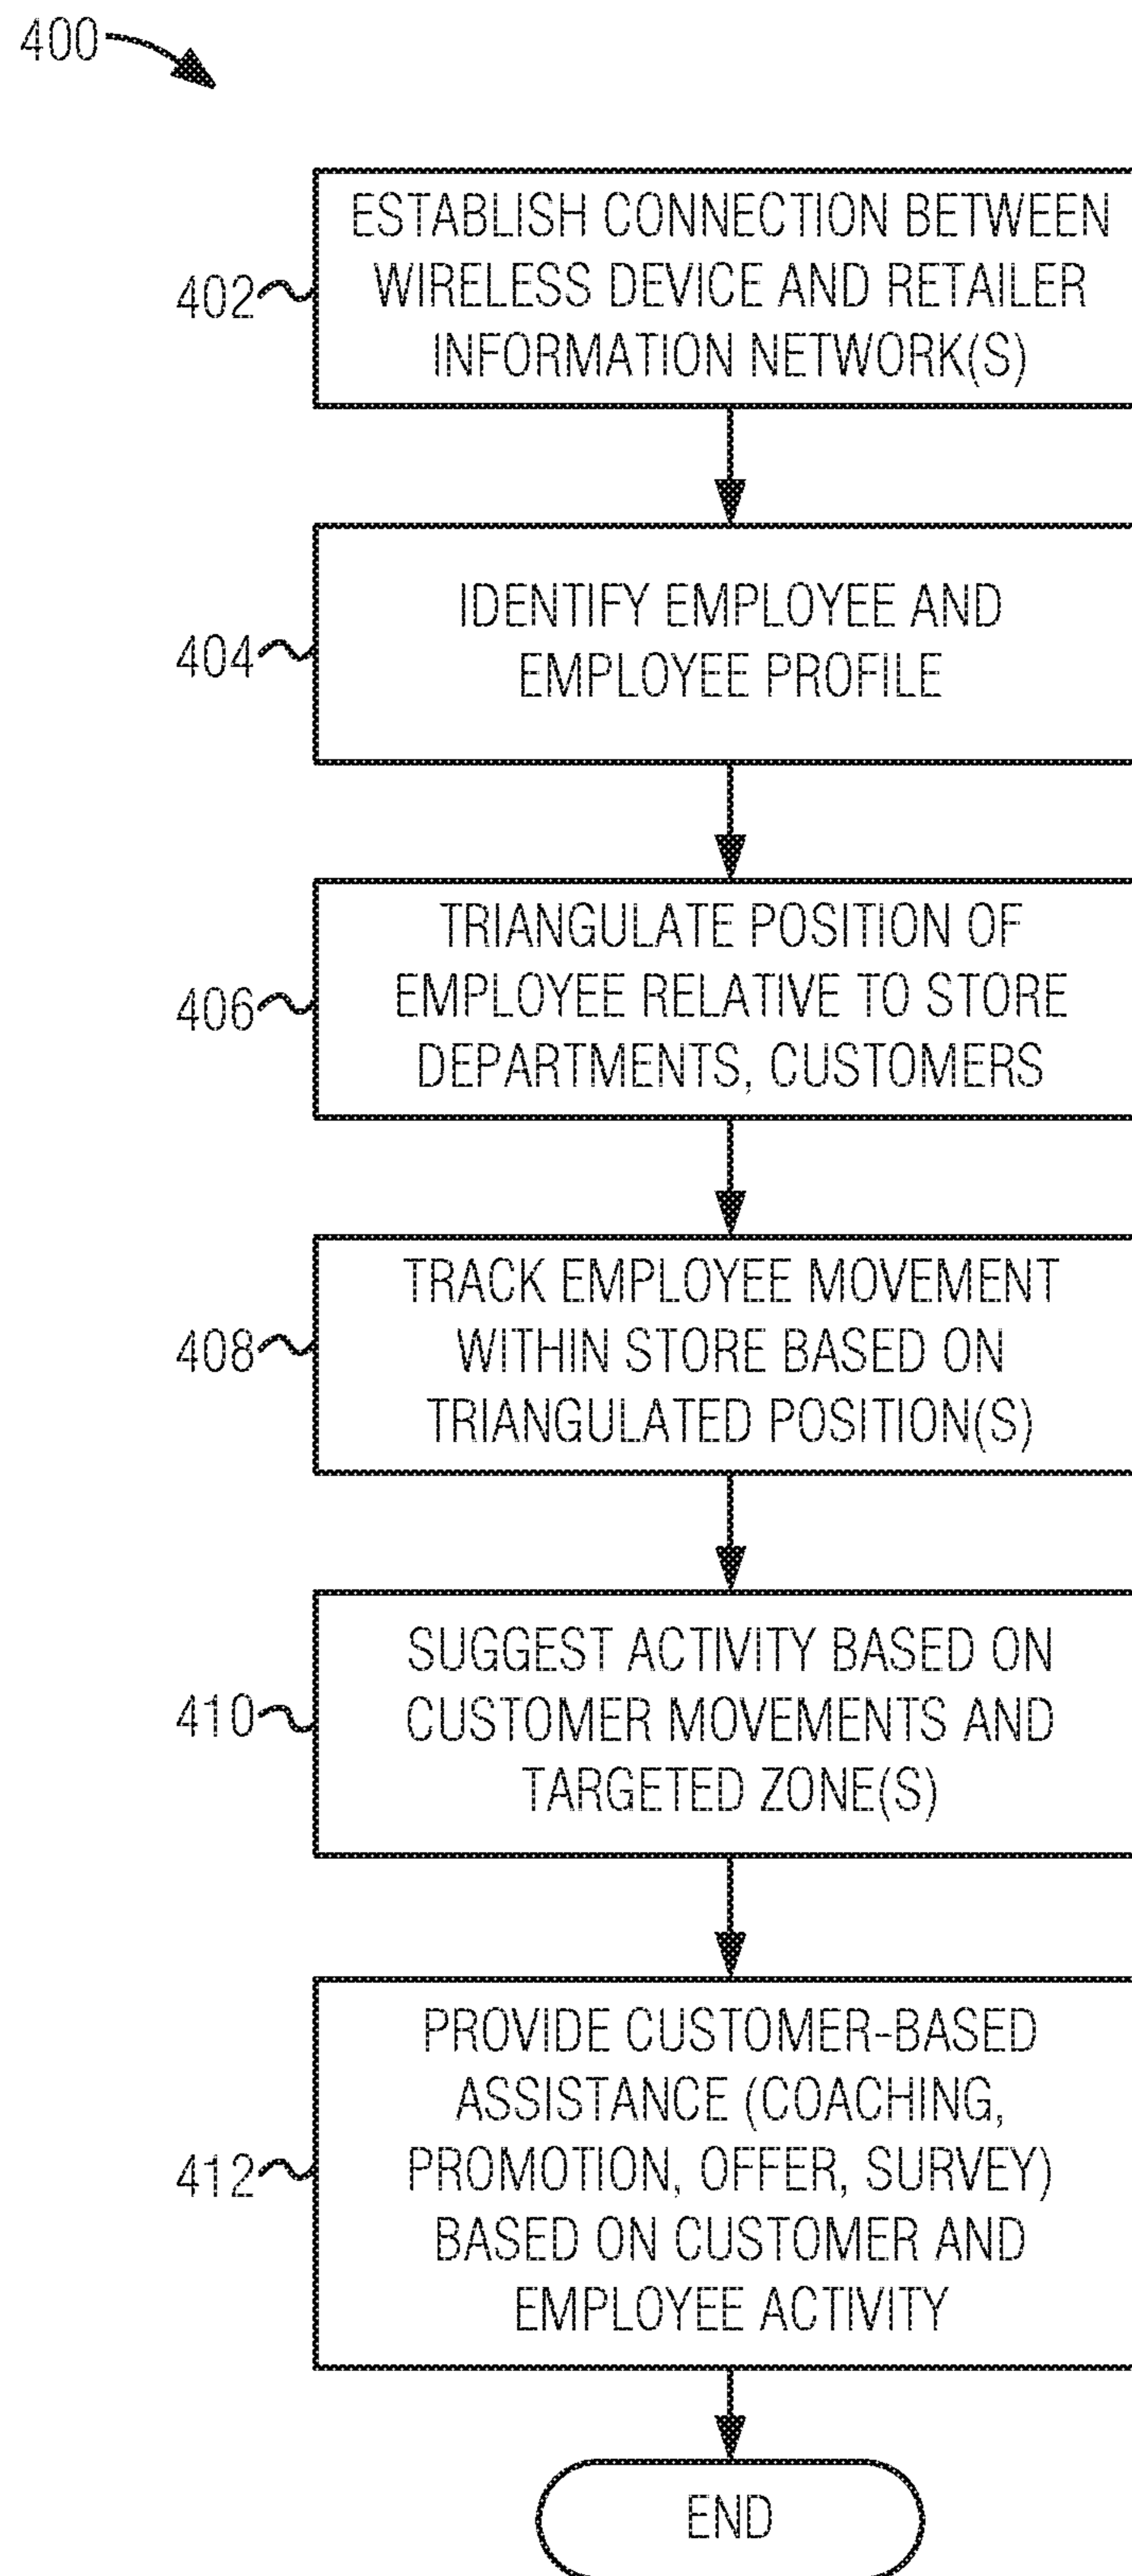 400
ESTABLISH CONNECTION BETWEEN
402
WIRELESS DEVICE AND RETAILER
INFORMATION NETWORK(S)
IDENTIFY EMPLOYEE AND
404
EMPLOYEE PROFILE
TRIANGULATE POSITION OF
406
EMPLOYEE RELATIVE TO STORE
DEPARTMENTS, CUSTOMERS
TRACK EMPLOYEE MOVEMENT
408
WITHIN STORE BASED ON
TRIANGULATED POSITION(S)
SUGGEST ACTIVITY BASED ON
410
CUSTOMER MOVEMENTS AND
TARGETED ZONE(S)
PROVIDE CUSTOMER-BASED
ASSISTANCE (COACHING,
412
PROMOTION, OFFER, SURVEY)
BASED ON CUSTOMER AND
EMPLOYEE ACTIVITY
END